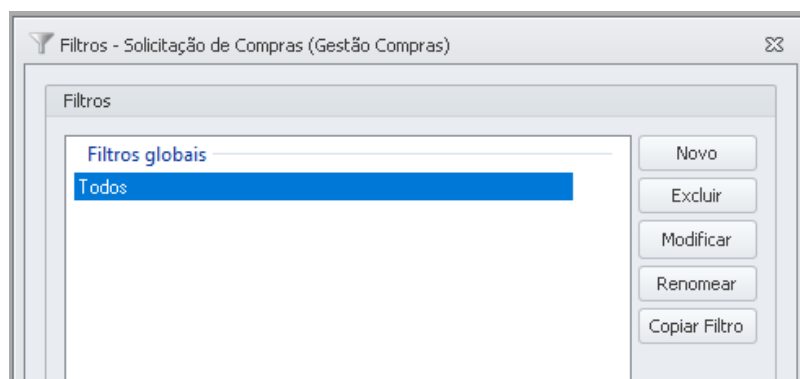 Filtros - Solicitação de Compras (Gestão Compras)
Filtros
Filtros globais
Todos
Novo
Excluir
Modificar
Renomear
Copiar Filtro